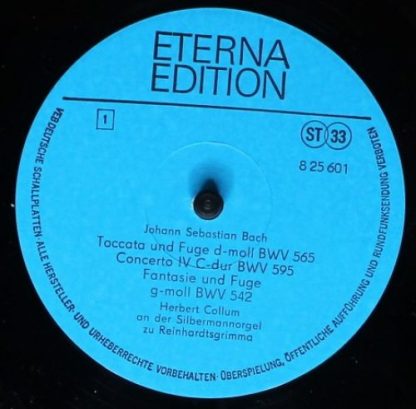 ETERNA
EDITION
1
ST 33
8 25 601
Johann Sebastian Bach
Toccata und Fuge d-moll BWV 565
Concerto IV C-dur BWV 595
Fantasie und Fuge
g-moll BWV 542
Herbert Collum
an der Silbermannorgel
zu Reinhardtsgrimma
VEB DEUTSCHE SCHALLPLATTEN · ALLE HERSTELLER- UND URHEBERRECHTE VORBEHALTEN · ÜBERSPIELUNG, ÖFFENTLICHE AUFFÜHRUNG UND RUNDFUNKSENDUNG VERBOTEN